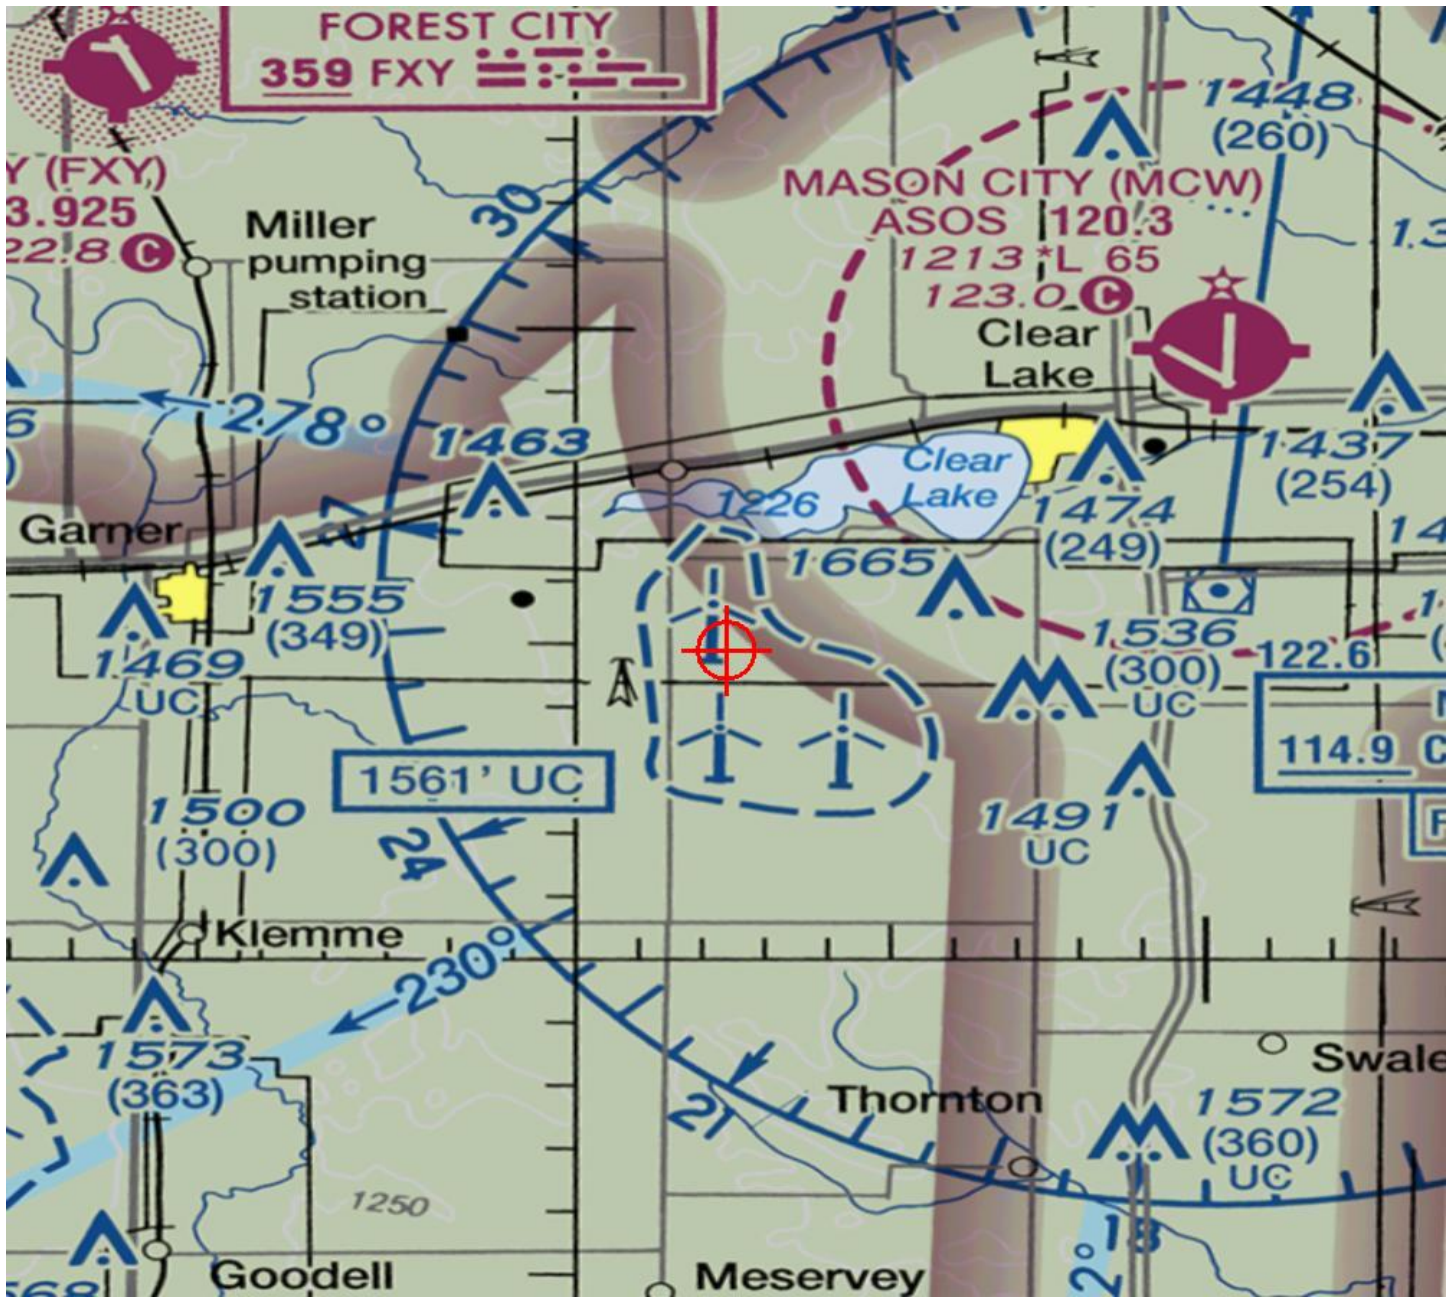 FOREST CITY
359 FXY
1448
(260)
Y (FXY)
3.925
22.8 C
MASON CITY (MCW)
ASOS 120.3
1213 *L 65
123.0 C
30
Miller
pumping
station
Clear
Lake
278°
1463
1437
(254)
Clear
Lake
1226
1474
(249)
27
Garner
1665
1555
(349)
1469
UC
1536
(300)
UC
122.6
114.9
1561' UC
1500
(300)
24
1491
UC
Klemme
230°
1573
(363)
Swale
Thornton
21
1572
(360)
UC
1250
18
2°
Goodell
Meservey
568